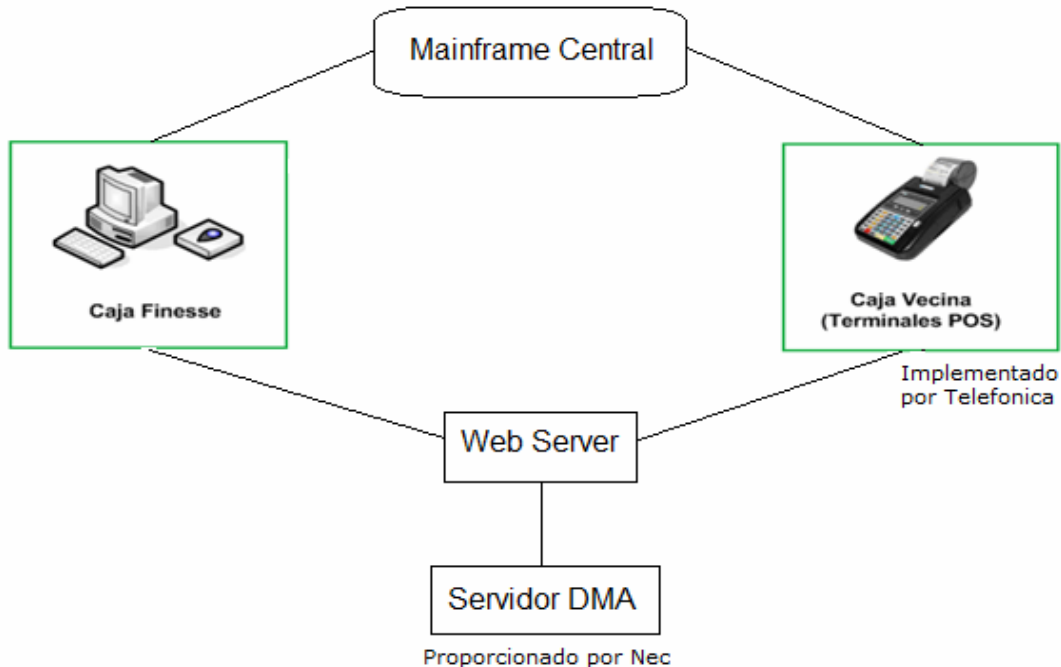 Mainframe Central
Caja Finesse
Caja Vecina
(Terminales POS)
Implementado
por Telefonica
Web Server
Servidor DMA
Proporcionado por Nec